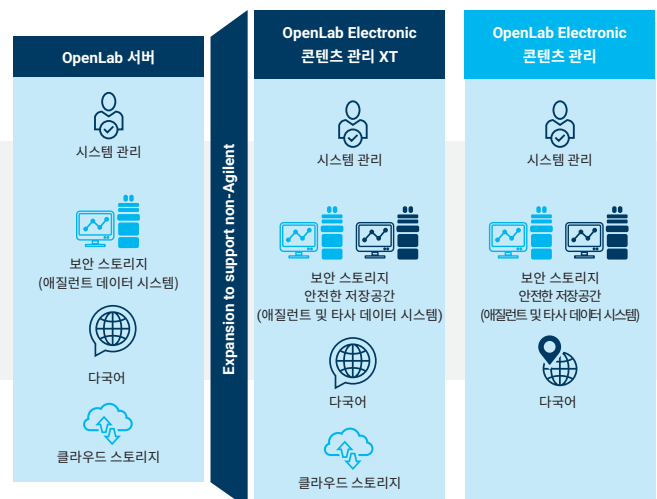 OpenLab 서버
시스템 관리
보안 스토리지
(애질런트 데이터 시스템)
다국어
클라우드 스토리지
Expansion to support non-Agilent
OpenLab Electronic
콘텐츠 관리 XT
시스템 관리
보안 스토리지
안전한 저장공간
(애질런트 및 타사 데이터 시스템)
다국어
클라우드 스토리지
OpenLab Electronic
콘텐츠 관리
시스템 관리
보안 스토리지
안전한 저장공간
(애질런트 및 타사 데이터 시스템)
다국어